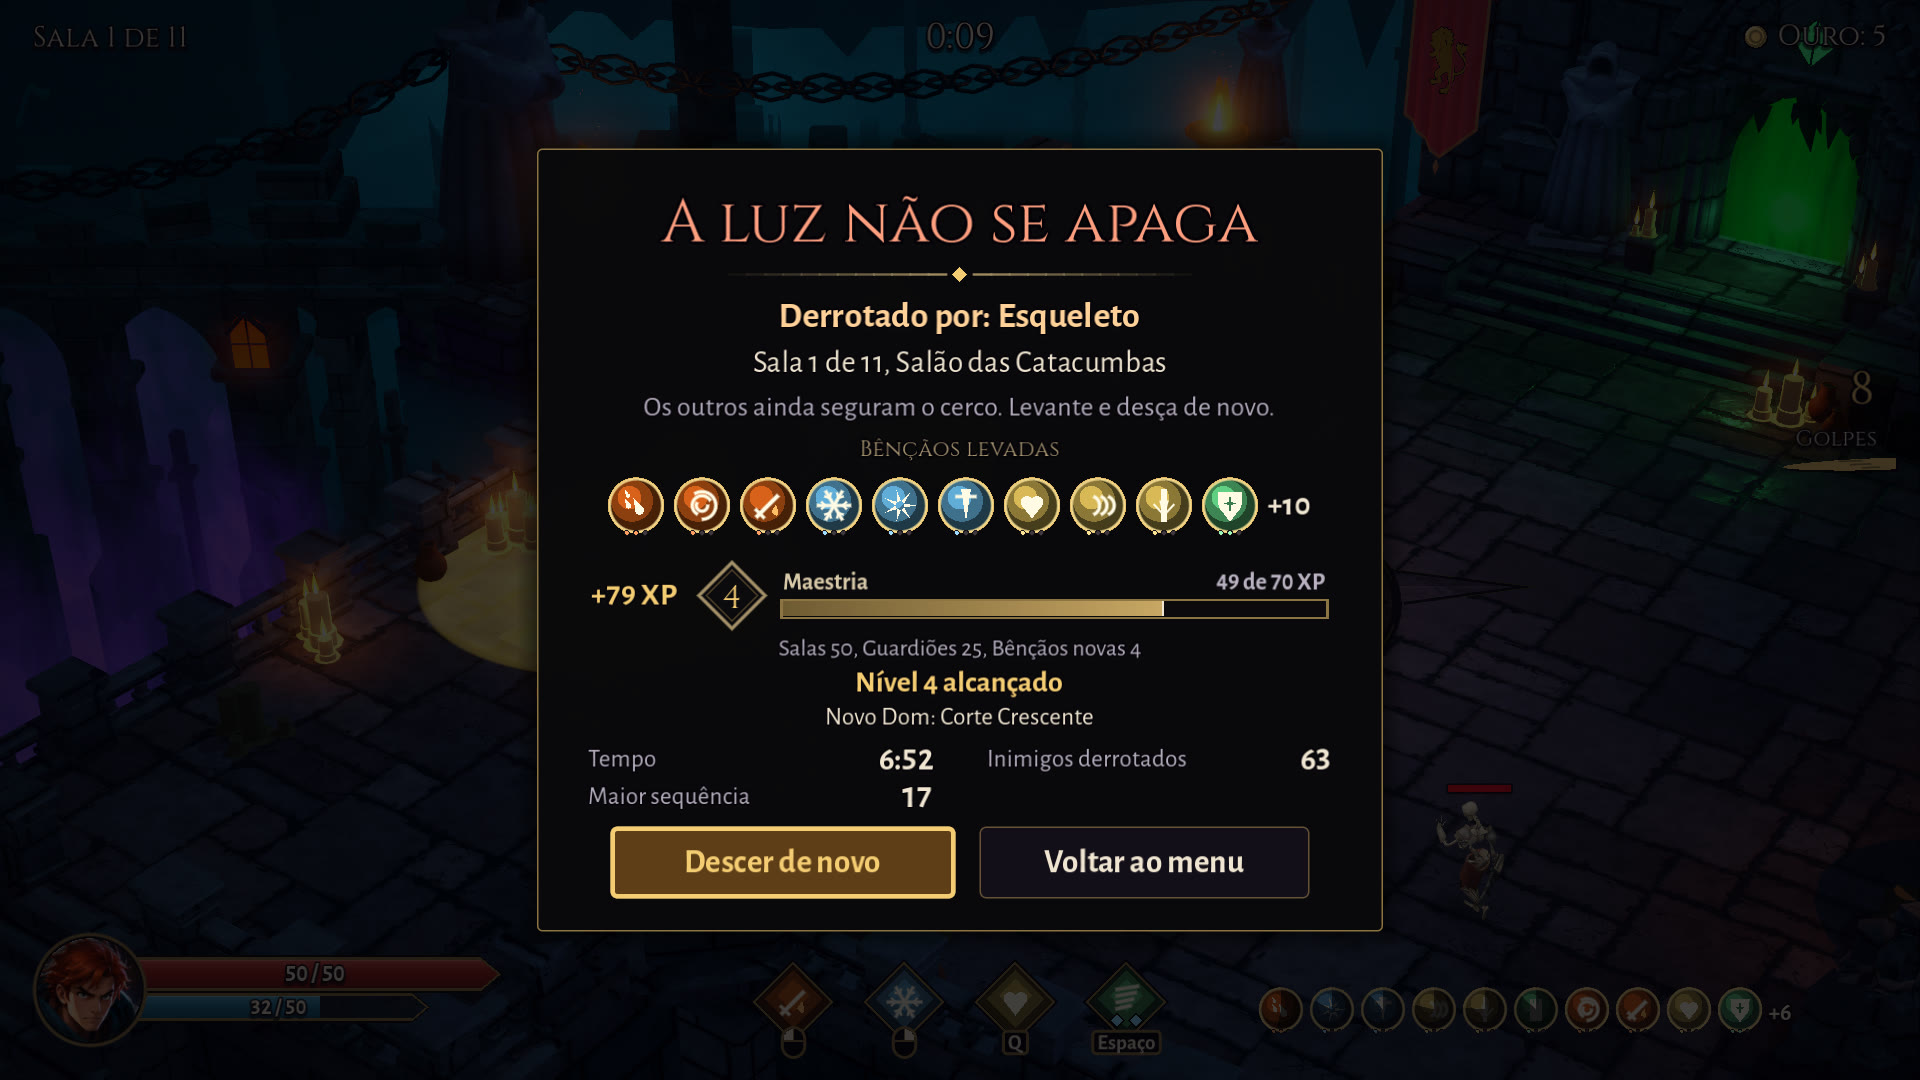 SALA 1 DE 11
0:09
OURO: 5
A LUZ NÃO SE APAGA
Derrotado por: Esqueleto
Sala 1 de 11, Salão das Catacumbas
Os outros ainda seguram o cerco. Levante e desça de novo.
BÊNÇÃOS LEVADAS
+10
+79 XP
4
Maestria
49 de 70 XP
Salas 50, Guardiões 25, Bênçãos novas 4
Nível 4 alcançado
Novo Dom: Corte Crescente
Tempo 6:52
Inimigos derrotados 63
Maior sequência 17
Descer de novo
Voltar ao menu
8
GOLPES
50/50
32/50
Q
Espaço
+6